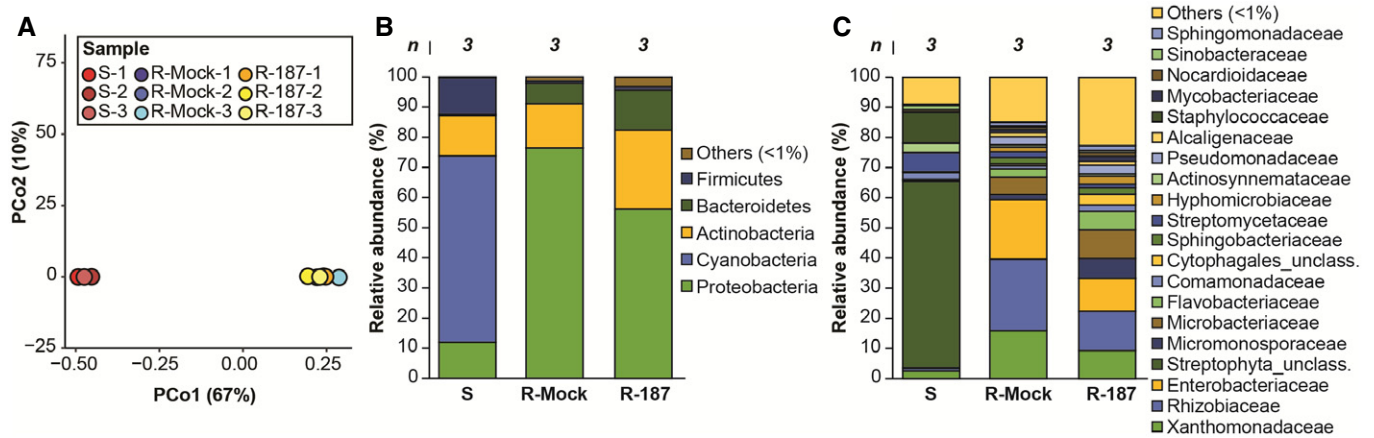 A
Sample
S-1 R-Mock-1 R-187-1
S-2 R-Mock-2 R-187-2
S-3 R-Mock-3 R-187-3
PCo2 (10%)
75
50
25
0
−25
−0.50 −0.25 0.00 0.25
PCo1 (67%)
B
n 3 3 3
Relative abundance (%)
100
90
80
70
60
50
40
30
20
10
0
S R-Mock R-187
Others (<1%)
Firmicutes
Bacteroidetes
Actinobacteria
Cyanobacteria
Proteobacteria
C
n 3 3 3
Relative abundance (%)
100
90
80
70
60
50
40
30
20
10
0
S R-Mock R-187
Others (<1%)
Sphingomonadaceae
Sinobacteraceae
Nocardioidaceae
Mycobacteriaceae
Staphylococcaceae
Alcaligenaceae
Pseudomonadaceae
Actinosynnemataceae
Hyphomicrobiaceae
Streptomycetaceae
Sphingobacteriaceae
Cytophagales_unclass.
Comamonadaceae
Flavobacteriaceae
Microbacteriaceae
Micromonosporaceae
Streptophyta_unclass.
Enterobacteriaceae
Rhizobiaceae
Xanthomonadaceae